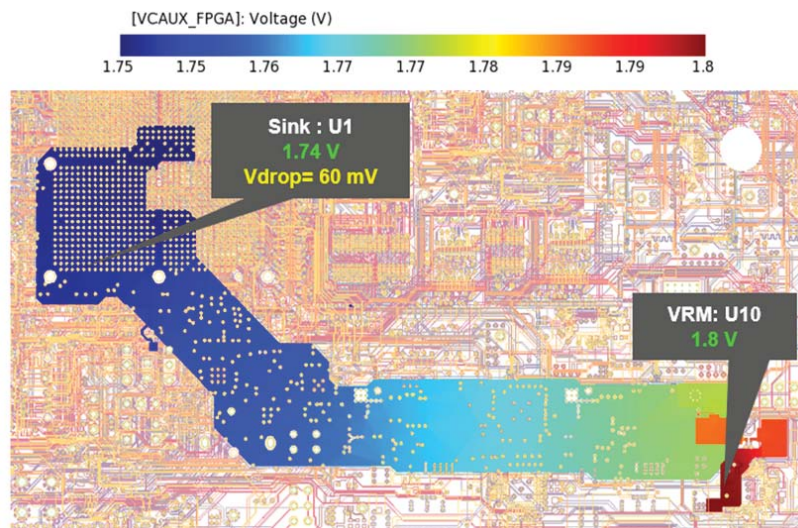 [VCAUX_FPGA]: Voltage (V)
1.75 1.75 1.76 1.77 1.77 1.78 1.79 1.79 1.8
Sink : U1
1.74 V
Vdrop= 60 mV
VRM: U10
1.8 V